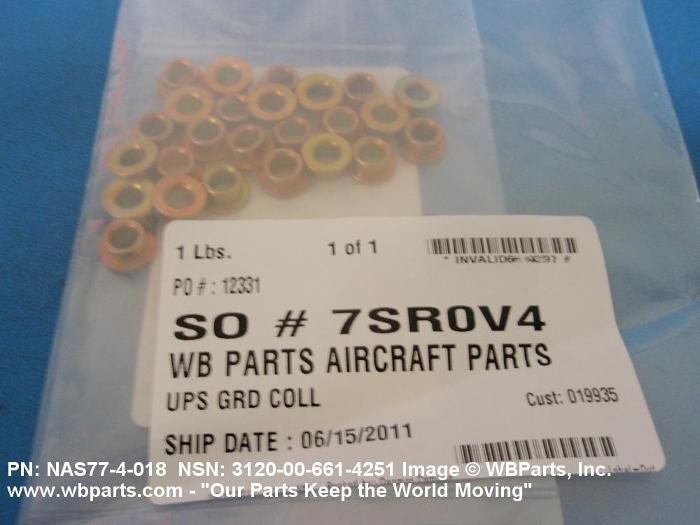 1 Lbs. 1 of 1
PO # : 12331
SO # 7SR0V4
WB PARTS AIRCRAFT PARTS
UPS GRD COLL Cust: 019935
SHIP DATE : 06/15/2011
PN: NAS77-4-018 NSN: 3120-00-661-4251 Image © WBParts, Inc.
www.wbparts.com - "Our Parts Keep the World Moving"